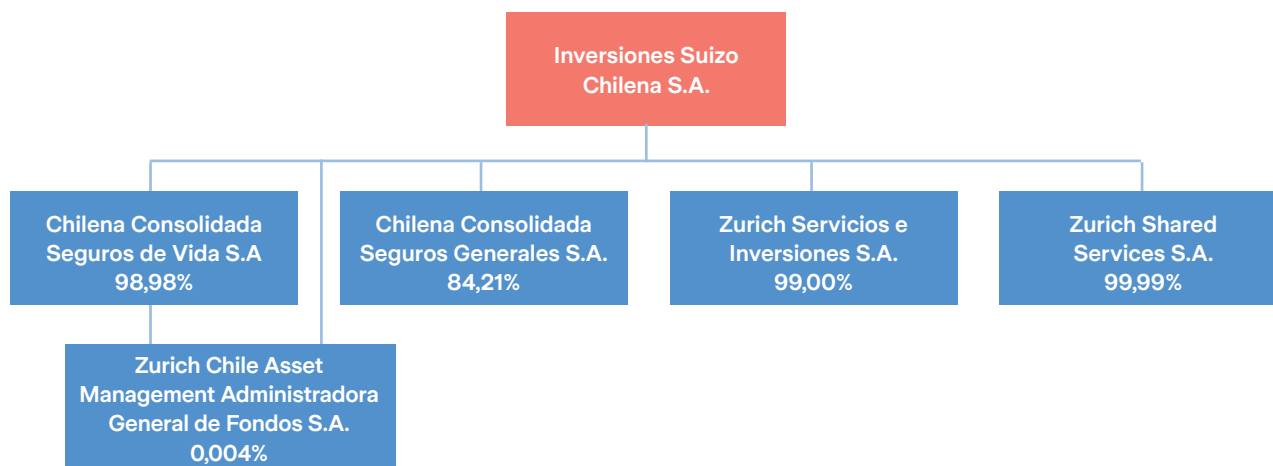 Inversiones Suizo
Chilena S.A.
Chilena Consolidada
Seguros de Vida S.A
98,98%
Chilena Consolidada
Seguros Generales S.A.
84,21%
Zurich Servicios e
Inversiones S.A.
99,00%
Zurich Shared
Services S.A.
99,99%
Zurich Chile Asset
Management Administradora
General de Fondos S.A.
0,004%